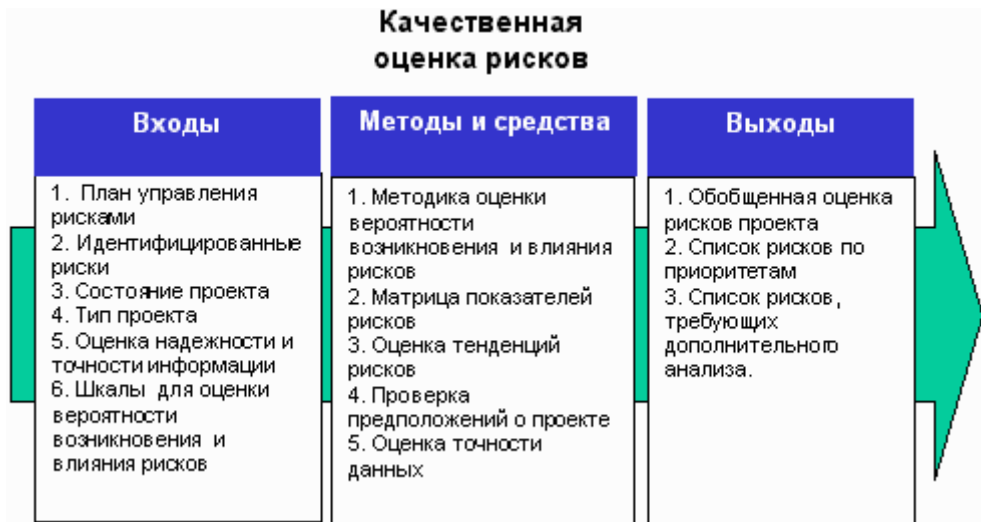 Качественная
оценка рисков
Входы
1. План управления
рисками
2. Идентифицированные
риски
3. Состояние проекта
4. Тип проекта
5. Оценка надежности и
точности информации
6. Шкалы для оценки
вероятности
возникновения и
влияния рисков
Методы и средства
1. Методика оценки
вероятности
возникновения и влияния
рисков
2. Матрица показателей
рисков
3. Оценка тенденций
рисков
4. Проверка
предположений о проекте
5. Оценка точности
данных
Выходы
1. Обобщенная оценка
рисков проекта
2. Список рисков по
приоритетам
3. Список рисков,
требующих
дополнительного
анализа.